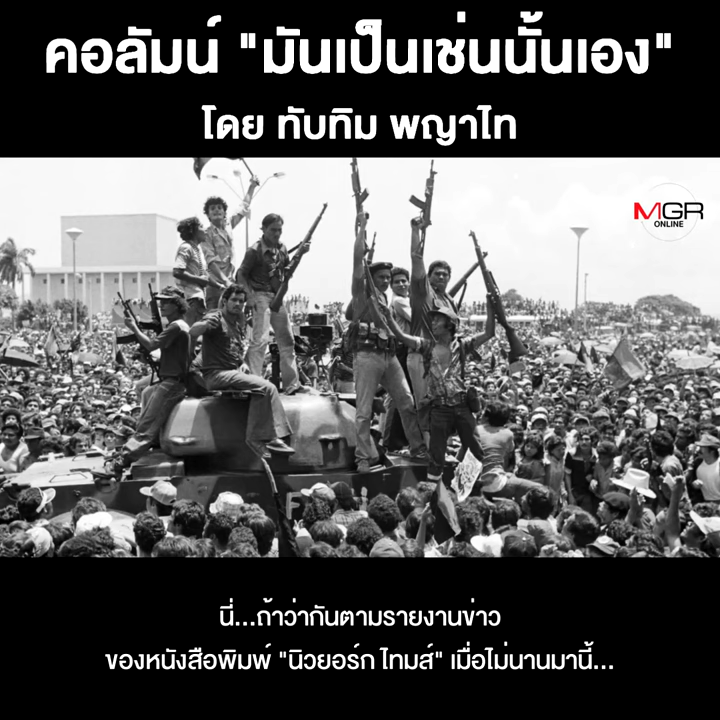 คอลัมน์ "มันเป็นเช่นนั้นเอง"
โดย ทับทิม พญาไท
MGR
ONLINE
นี่...ถ้าว่ากันตามรายงานข่าว
ของหนังสือพิมพ์ "นิวยอร์ก ไทมส์" เมื่อไม่นานมานี้...